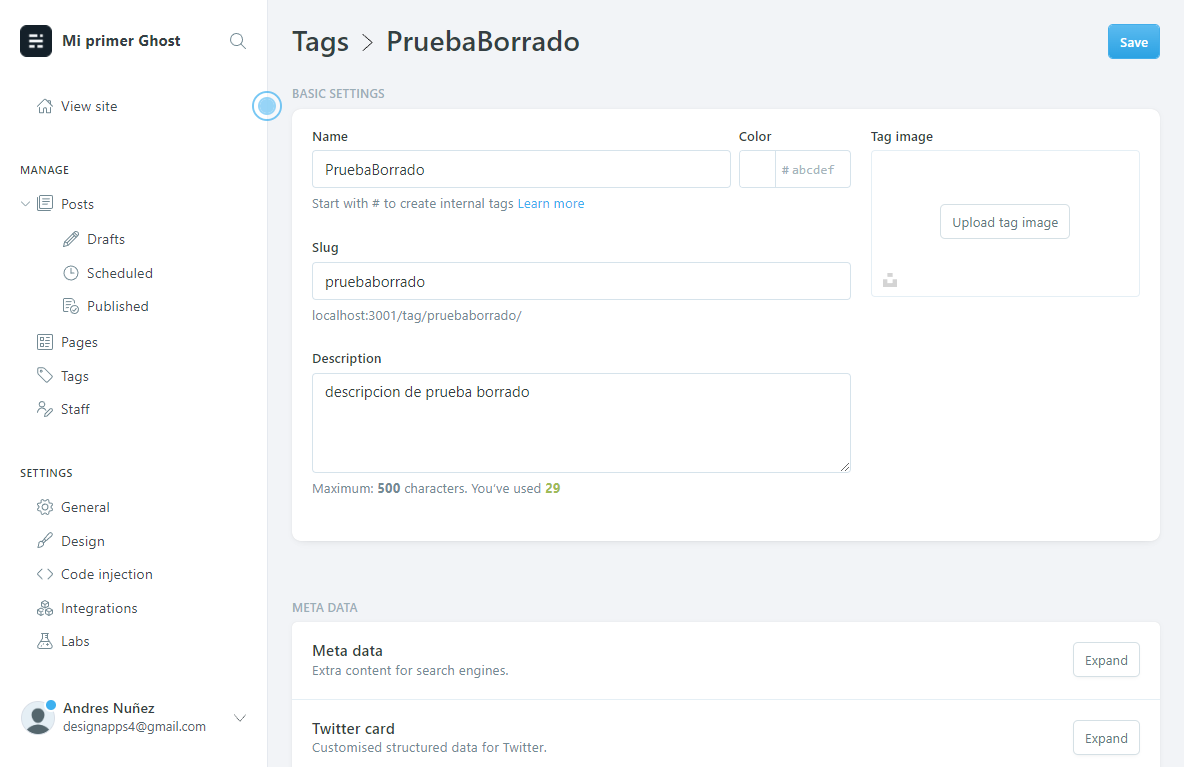 Mi primer Ghost
View site
MANAGE
Posts
Drafts
Scheduled
Published
Pages
Tags
Staff
SETTINGS
General
Design
Code injection
Integrations
Labs
Andres Nuñez
designapps4@gmail.com
Tags > PruebaBorrado
Save
BASIC SETTINGS
Name
PruebaBorrado
Start with # to create internal tags Learn more
Color
# abcdef
Slug
pruebaborrado
localhost:3001/tag/pruebaborrado/
Description
descripcion de prueba borrado
Maximum: 500 characters. You've used 29
Tag image
Upload tag image
META DATA
Meta data
Extra content for search engines.
Expand
Twitter card
Customised structured data for Twitter.
Expand